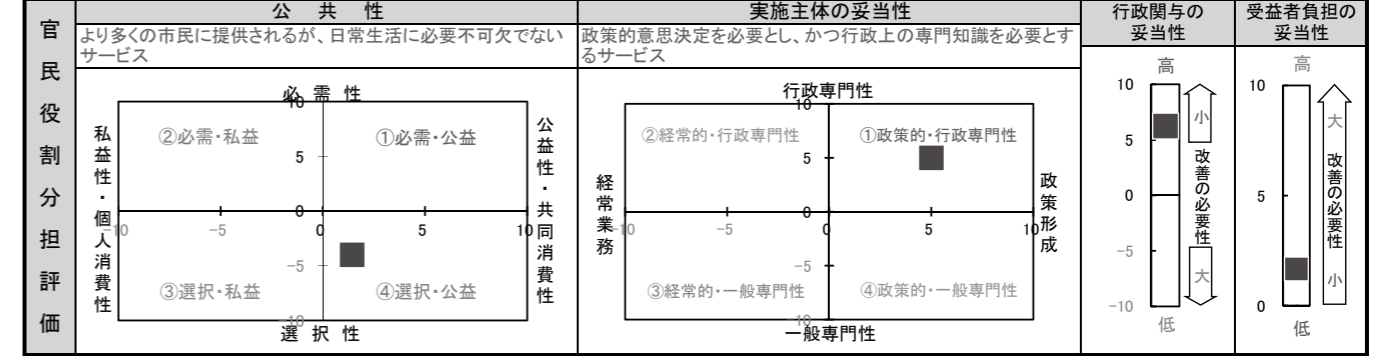 官民役割分担評価
公 共 性
より多くの市民に提供されるが、日常生活に必要不可欠でない
サービス
必 需 性
10
②必需・私益
①必需・公益
5
私益性・個人消費性
公益性・共同消費性
0
-10
-5
0
5
10
-5
③選択・私益
④選択・公益
-10
選 択 性
実施主体の妥当性
政策的意思決定を必要とし、かつ行政上の専門知識を必要とす
るサービス
行政専門性
10
②経常的・行政専門性
①政策的・行政専門性
5
経常業務
政策形成
0
-10
-5
0
5
10
-5
③経常的・一般専門性
④政策的・一般専門性
-10
一般専門性
行政関与の
妥当性
高
10
5
0
-5
-10
低
小
改善の必要性
大
受益者負担の
妥当性
高
10
5
0
低
大
改善の必要性
小